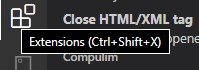 Close HTML/XML tag
Extensions (Ctrl+Shift+X)
Compulim